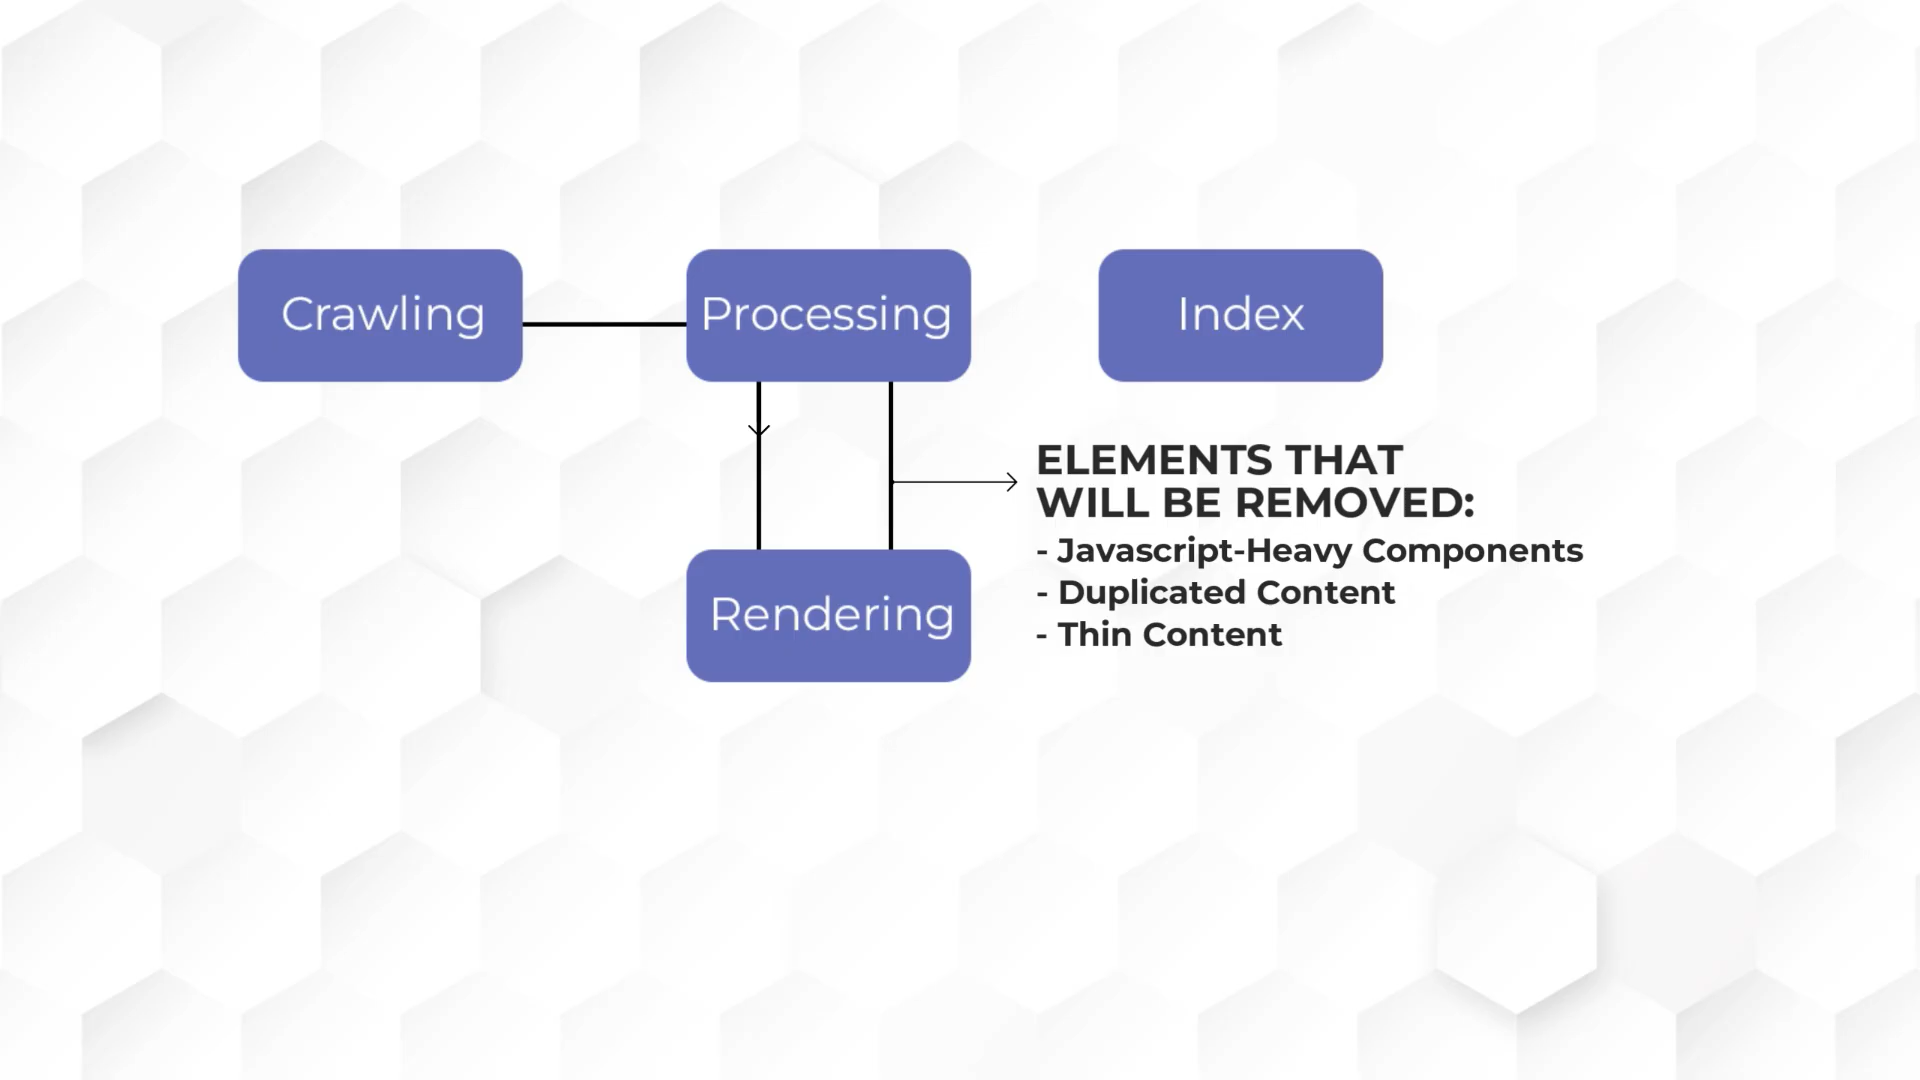 Crawling
Processing
Index
ELEMENTS THAT
WILL BE REMOVED:
- Javascript-Heavy Components
- Duplicated Content
- Thin Content
Rendering